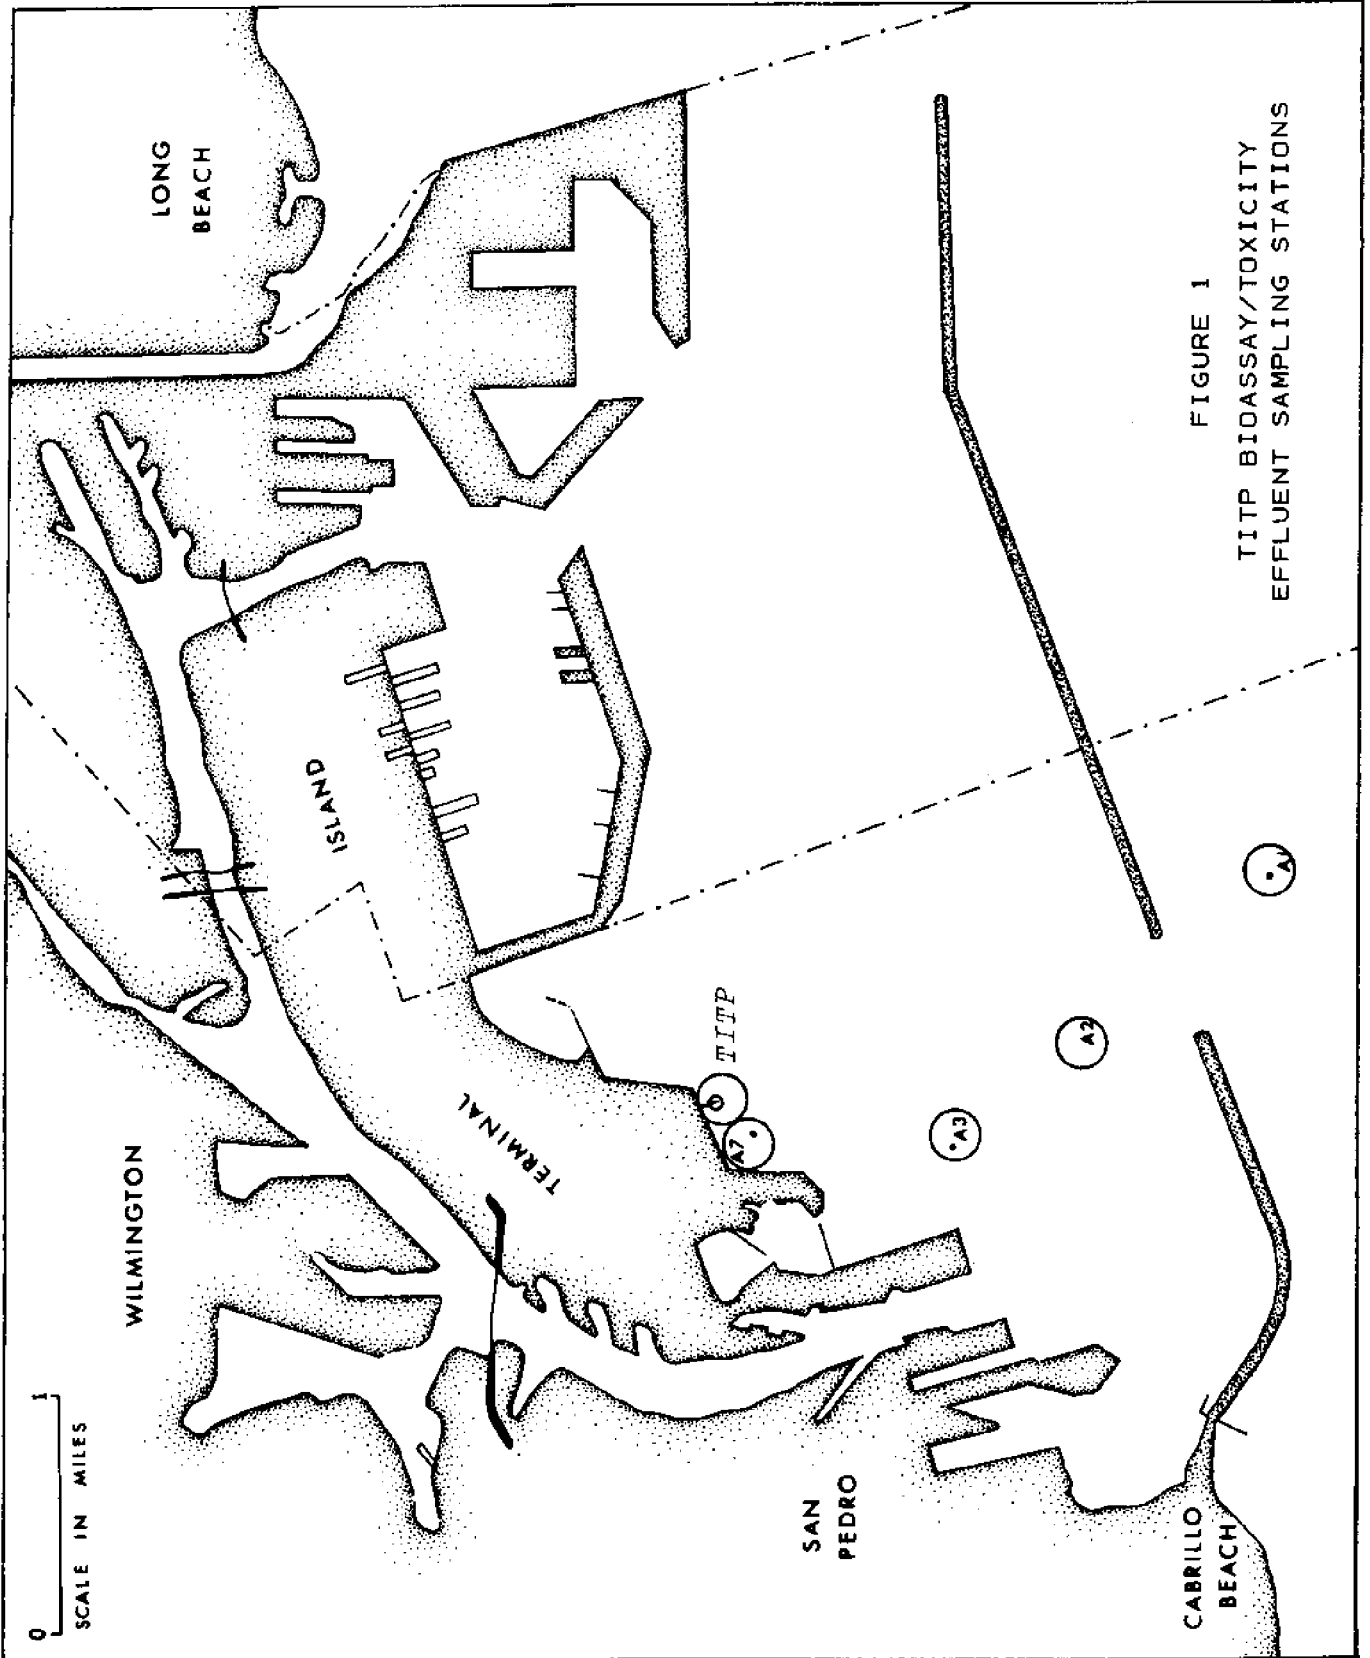 LONG
BEACH
WILMINGTON
TERMINAL
ISLAND
TITP
A7
A3
A2
SAN
PEDRO
CABRILLO
BEACH
0 1
SCALE IN MILES
FIGURE 1
TITP BIOASSAY/TOXICITY
EFFLUENT SAMPLING STATIONS